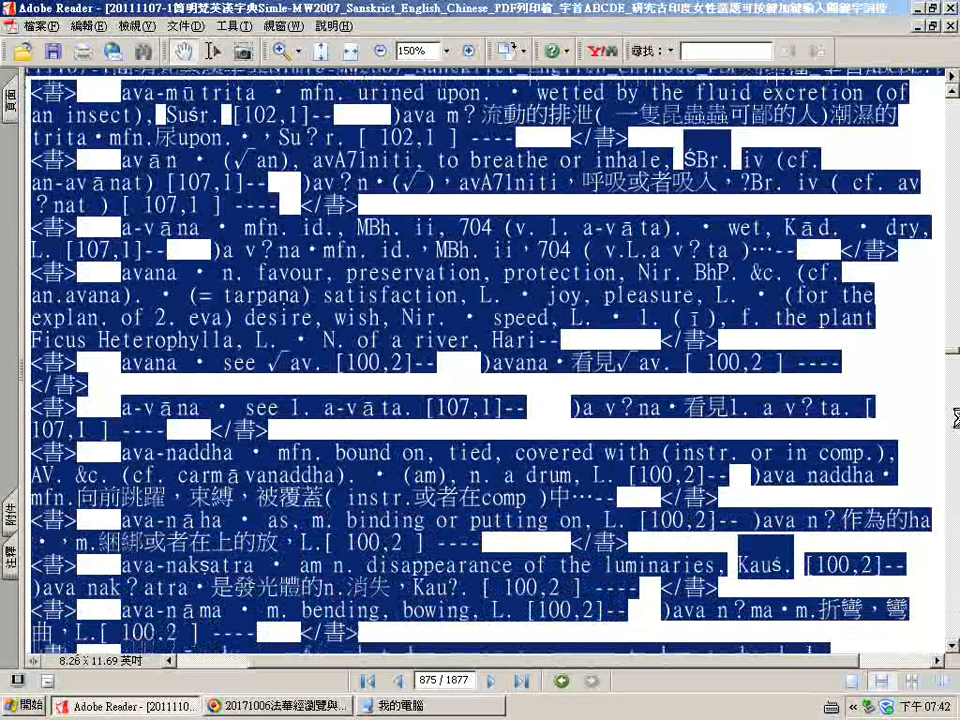 Adobe Reader - [20111107-1簡明梵英漢字典Simle-MW2007_Sanskrit_English_Chinese_PDF列印檔_字首ABCDE_研究古印度女性議題可按鍵輸入關鍵字詞搜
檔案(F) 編輯(E) 檢視(V) 文件(D) 工具(T) 視窗(W) 說明(H)
150% Y! 尋找:
頁面
<書> ava-mūtrita • mfn. urined upon. • wetted by the fluid excretion (of
an insect), Suśr. [102,1]-- )ava m?流動的排泄( 一隻昆蟲蟲可鄙的人)潮濕的
trita•mfn.尿upon. •, Su?r. [ 102,1 ] ---- </書>
<書> avān • (√an), avA71niti, to breathe or inhale, ŚBr. iv (cf.
an-avānat) [107,1]-- )av?n•(√),avA71niti,呼吸或者吸入,?Br. iv ( cf. av
?nat ) [ 107,1 ] ---- </書>
<書> a-vāna • mfn. id., MBh. ii, 704 (v. l. a-vāta). • wet, Kād. • dry,
L. [107,1]-- )a v?na•mfn. id.,MBh. ii,704 ( v.L.a v?ta )…-- </書>
<書> avana • n. favour, preservation, protection, Nir. BhP. &c. (cf.
an.avana). • (= tarpaṇa) satisfaction, L. • joy, pleasure, L. • (for the
explan. of 2. eva) desire, wish, Nir. • speed, L. • l. (ī), f. the plant
Ficus Heterophylla, L. • N. of a river, Hari-- </書>
<書> avana • see √av. [100,2]-- )avana•看見√av. [ 100,2 ] ----
</書>
<書> a-vāna • see l. a-vāta. [107,1]-- )a v?na•看見l. a v?ta. [
107,1 ] ---- </書>
<書> ava-naddha • mfn. bound on, tied, covered with (instr. or in comp.),
AV. &c. (cf. carmāvanaddha). • (am), n. a drum, L. [100,2]-- )ava naddha•
mfn.向前跳躍,束縛,被覆蓋( instr.或者在comp )中…-- </書>
<書> ava-nāha • as, m. binding or putting on, L. [100,2]-- )ava n?作為的ha
•,m.綑綁或者在上的放,L.[ 100,2 ] ---- </書>
<書> ava-nakṣatra • am n. disappearance of the luminaries, Kauś. [100,2]--
)ava nak?atra•是發光體的n.消失,Kau?. [ 100,2 ] ---- </書>
<書> ava-nāma • m. bending, bowing, L. [100,2]-- )ava n?ma•m.折彎,彎
曲,L.[ 100,2 ] ---- </書>
附件
注釋
8.26 x 11.69 英吋
875 / 1877
開始 Adobe Reader - [2011110... 20171006法華經瀏覽與... 我的電腦 下午 07:42